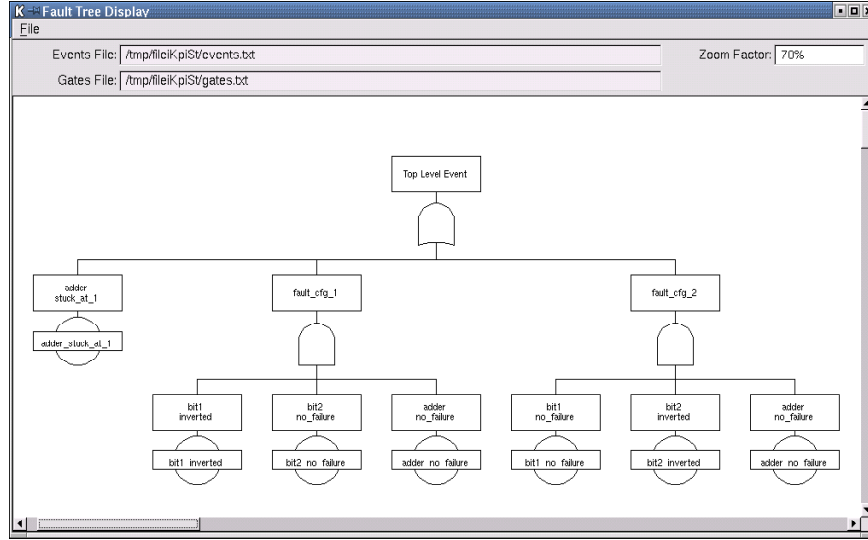 K Fault Tree Display
File
Events File: /tmp/fileiKpiSt/events.txt
Zoom Factor: 70%
Gates File: /tmp/fileiKpiSt/gates.txt
Top Level Event
adder
stuck_at_1
fault_cfg_1
fault_cfg_2
adder_stuck_at_1
bit1
inverted
bit2
no_failure
adder
no_failure
bit1
no_failure
bit2
inverted
adder
no_failure
bit1_inverted
bit2_no_failure
adder_no_failure
bit1_no_failure
bit2_inverted
adder_no_failure